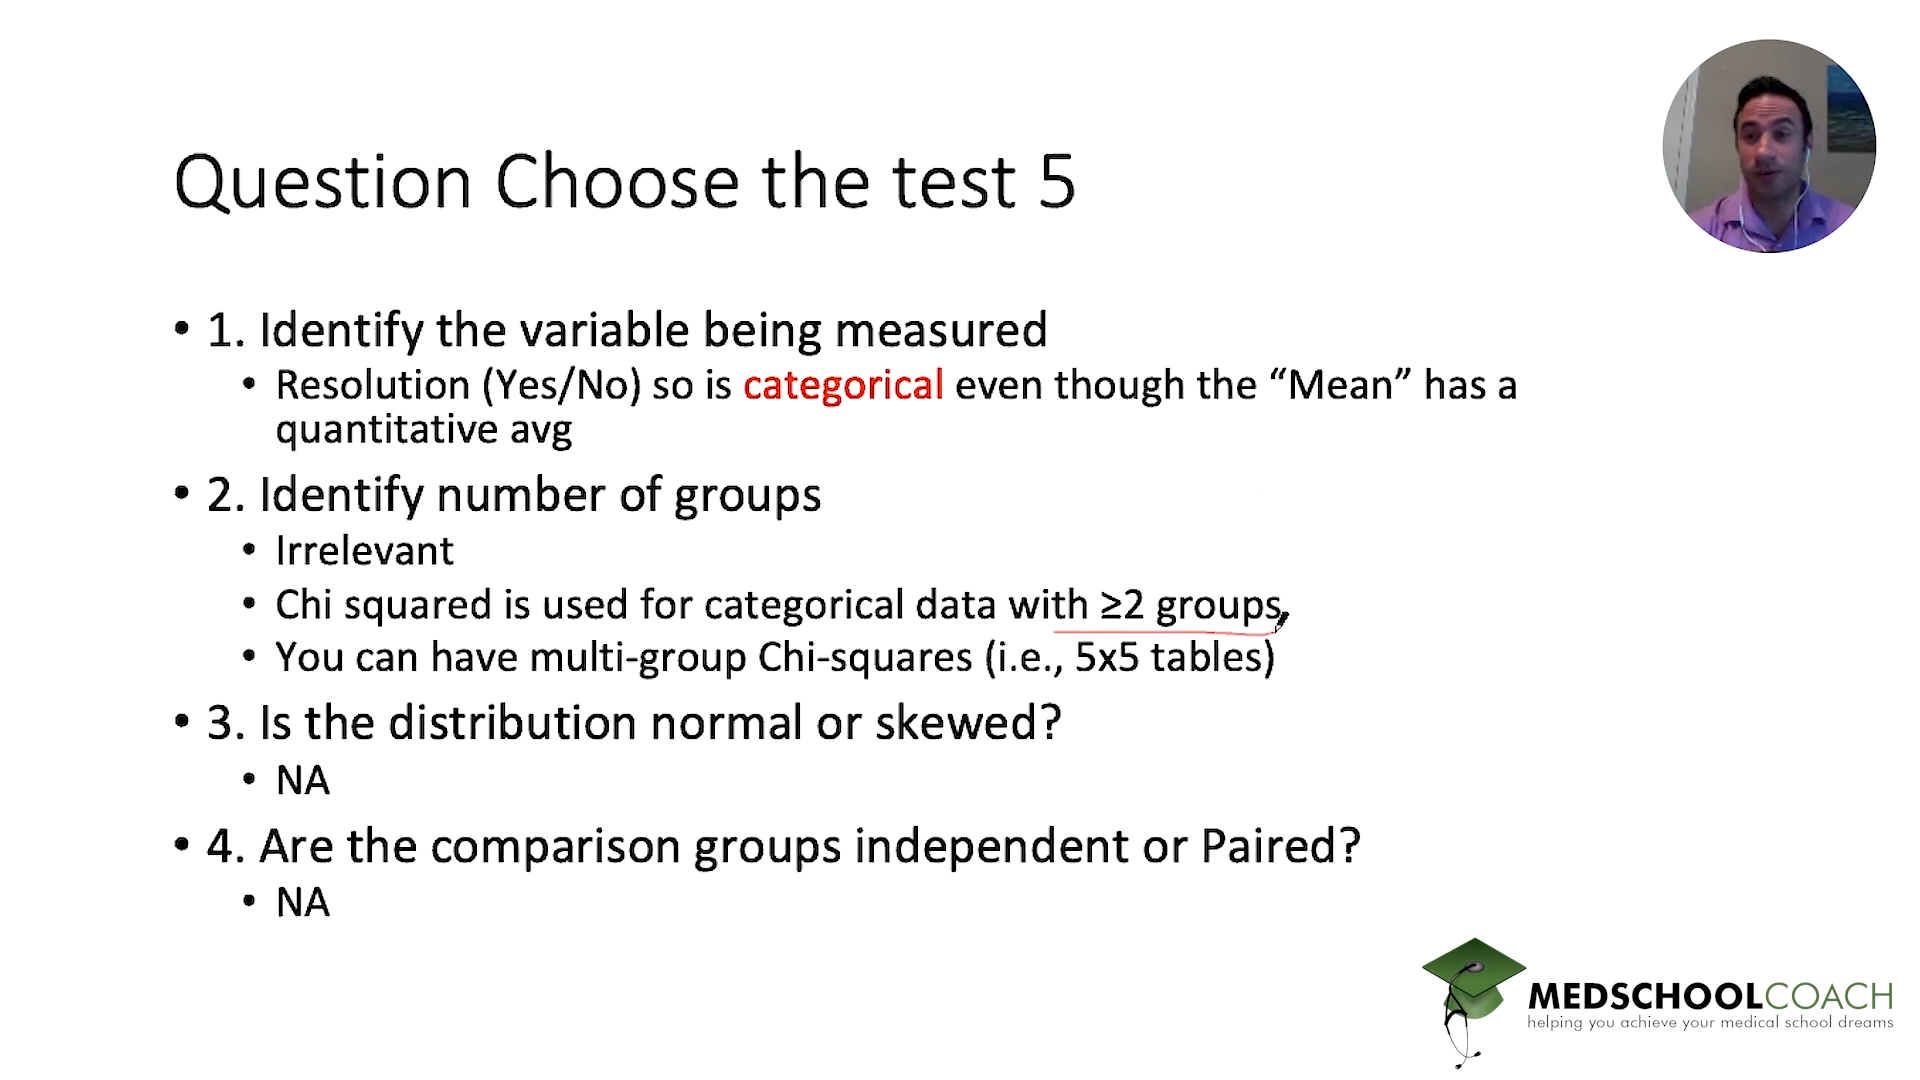 Question Choose the test 5
• 1. Identify the variable being measured
• Resolution (Yes/No) so is categorical even though the “Mean” has a
quantitative avg
• 2. Identify number of groups
• Irrelevant
• Chi squared is used for categorical data with ≥2 groups
• You can have multi-group Chi-squares (i.e., 5x5 tables)
• 3. Is the distribution normal or skewed?
• NA
• 4. Are the comparison groups independent or Paired?
• NA
MEDSCHOOLCOACH
helping you achieve your medical school dreams